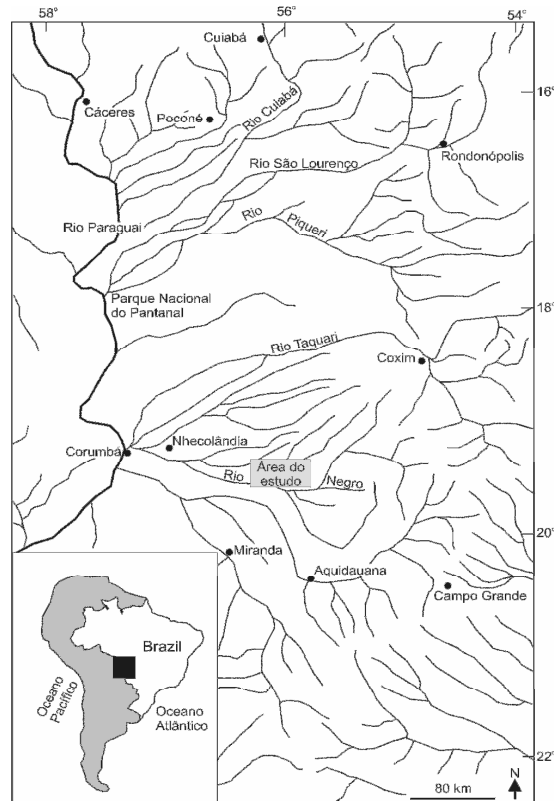 58°
56°
54°
Cuiabá
16°
Cáceres
Poconé
Rio Cuiabá
Rondonópolis
Rio São Lourenço
Rio
Piqueri
Rio Paraguai
Parque Nacional
do Pantanal
18°
Rio Taquari
Coxim
Nhecolândia
Corumbá
Rio
Área do
estudo
Negro
20°
Miranda
Aquidauana
Campo Grande
Brazil
Oceano
Pacífico
Oceano
Atlântico
22°
N
80 km